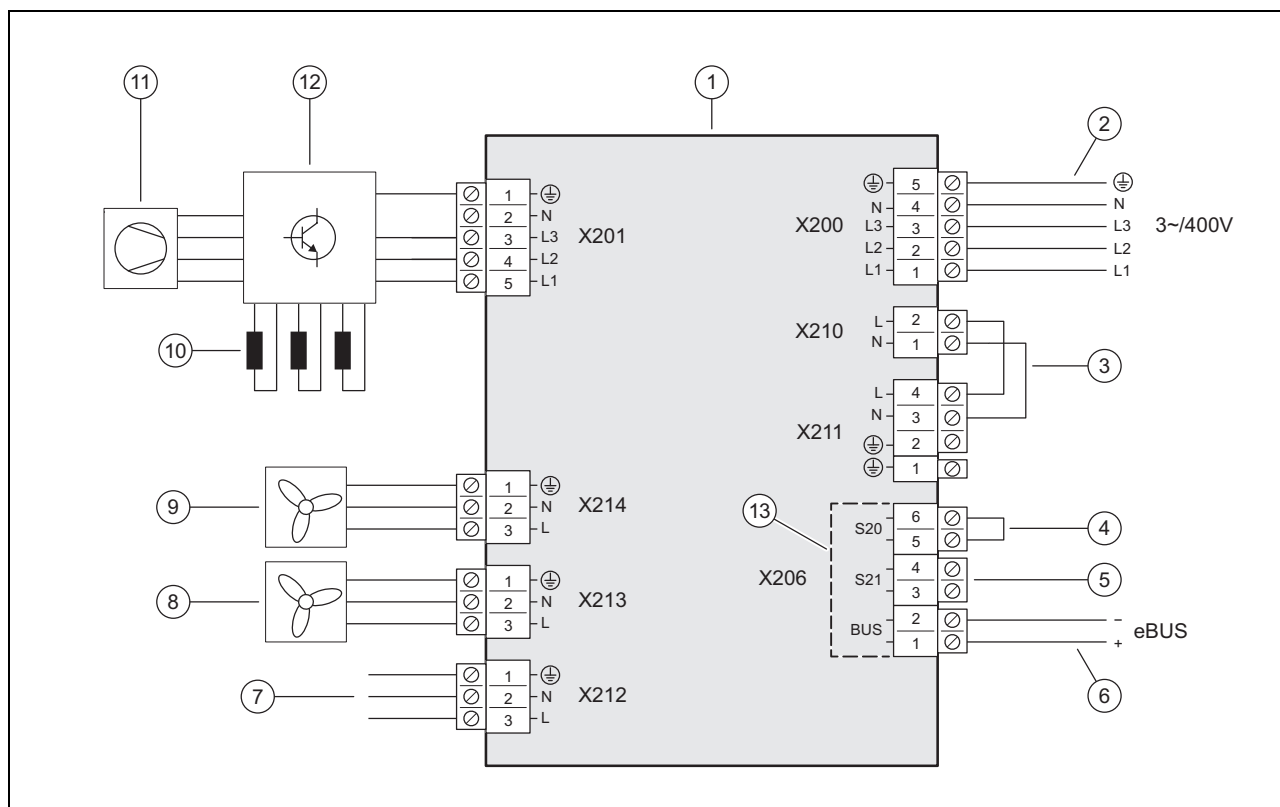 11
12
1
2
X201
1
2 N
3 L3
4 L2
5 L1
X200
5
N 4
L3 3
L2 2
L1 1
N
L3
L2
L1
3~/400V
10
X210
L 2
N 1
3
X211
L 4
N 3
2
1
9
1
2 N
3 L
X214
13
X206
S20
6
5
4
S21
4
3
5
BUS
2
1
–
+
eBUS
6
8
1
2 N
3 L
X213
7
1
2 N
3 L
X212